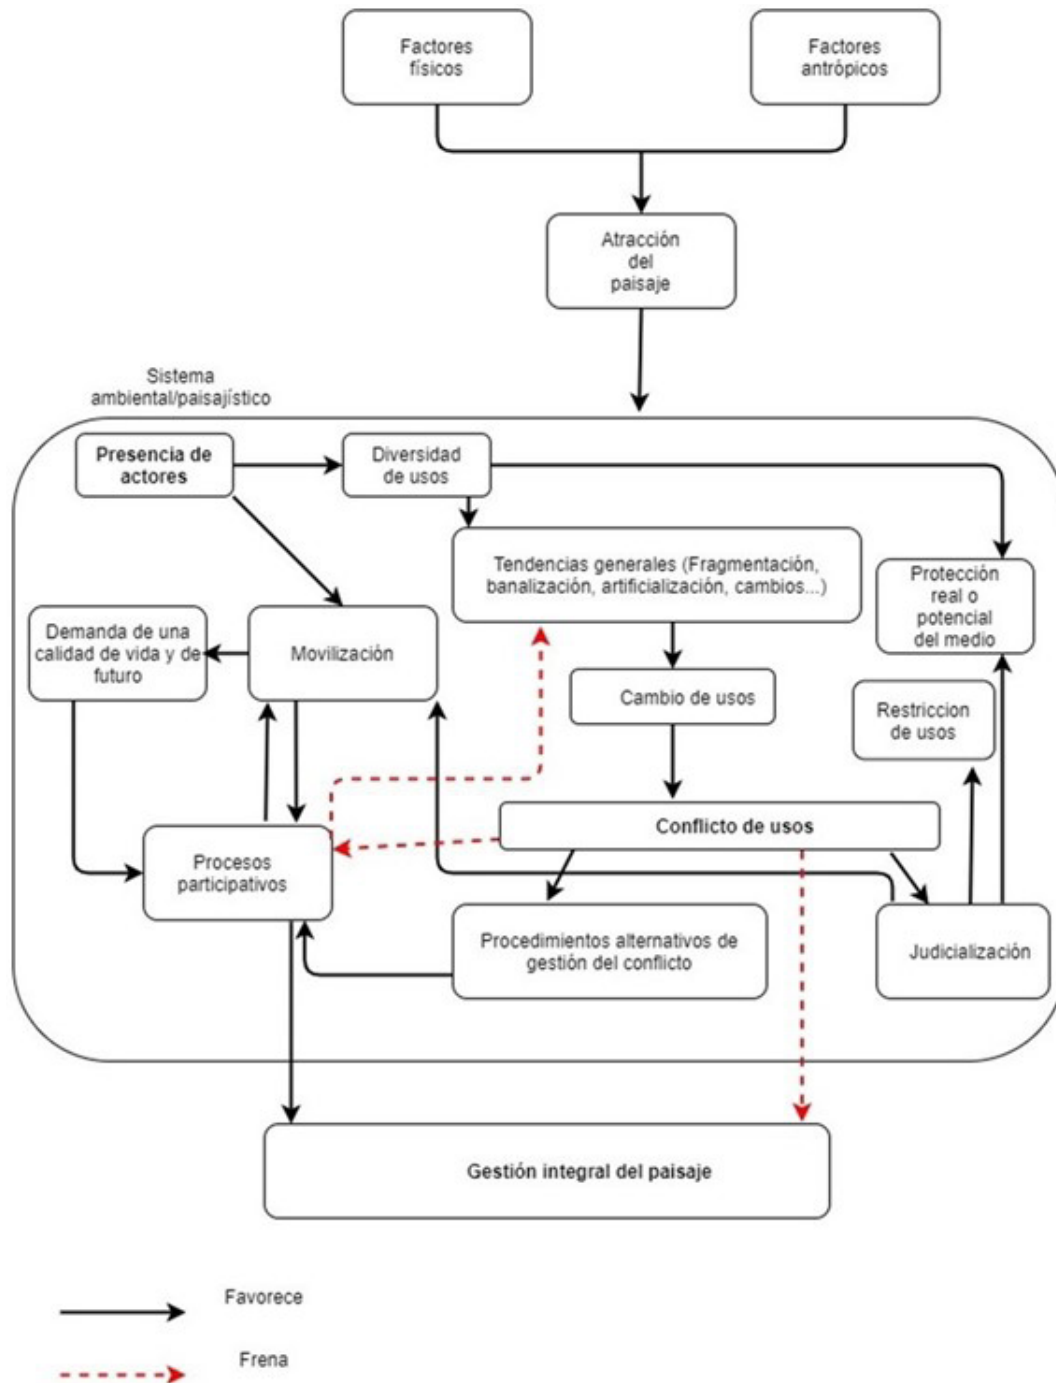 Factores
físicos
Factores
antrópicos
Atracción
del
paisaje
Sistema
ambiental/paisajístico
Presencia de
actores
Diversidad
de usos
Tendencias generales (Fragmentación,
banalización, artificialización, cambios...)
Protección
real o
potencial
del medio
Demanda de una
calidad de vida y de
futuro
Movilización
Cambio de usos
Restriccion
de usos
Conflicto de usos
Procesos
participativos
Procedimientos alternativos de
gestión del conflicto
Judicialización
Gestión integral del paisaje
Favorece
Frena